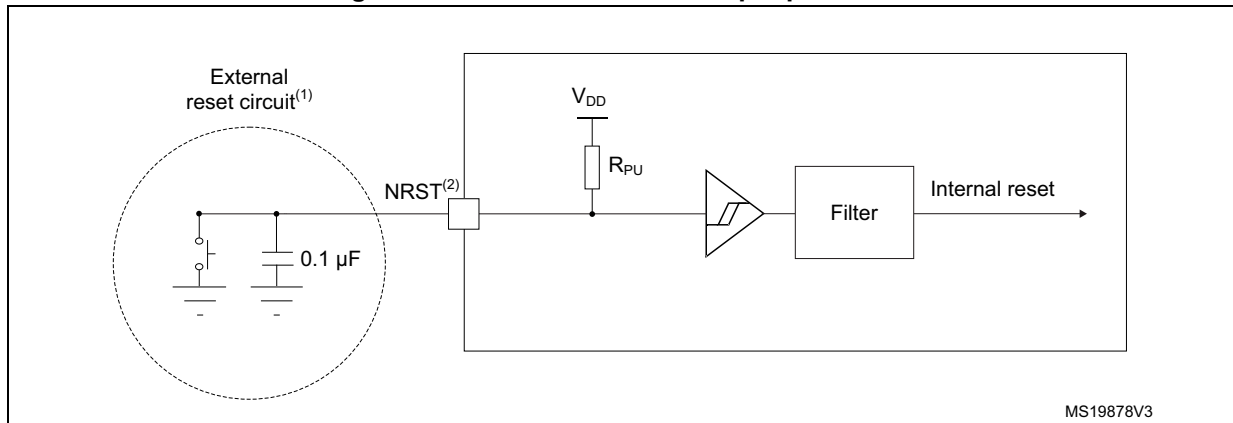 External
reset circuit(1)
VDD
RPU
NRST(2)
Filter
Internal reset
0.1 µF
MS19878V3